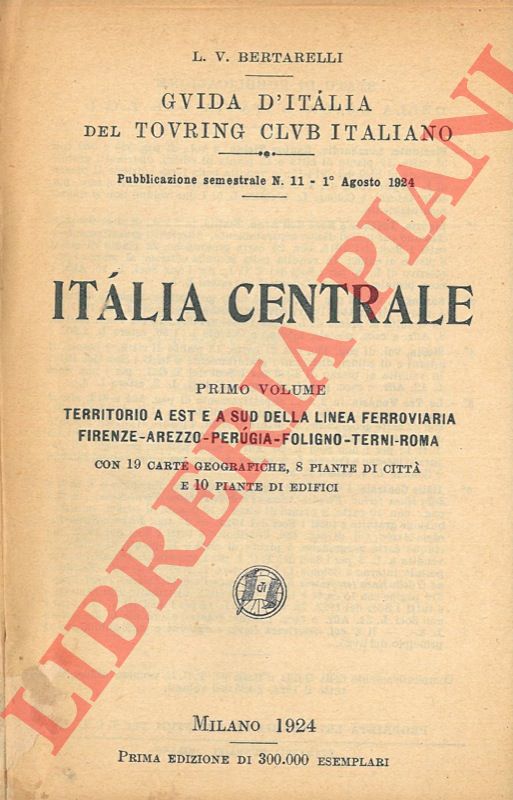 L. V. BERTARELLI
GVIDA D'ITÁLIA
DEL TOVRING CLVB ITALIANO
Pubblicazione semestrale N. 11 - 1° Agosto 1924
ITÁLIA CENTRALE
PRIMO VOLUME
TERRITORIO A EST E A SUD DELLA LINEA FERROVIARIA
FIRENZE-AREZZO-PERÚGIA-FOLIGNO-TERNI-ROMA
CON 19 CARTE GEOGRAFICHE, 8 PIANTE DI CITTÀ
E 10 PIANTE DI EDIFICI
MILANO 1924
PRIMA EDIZIONE DI 300.000 ESEMPLARI
LIBRERIAPIANI